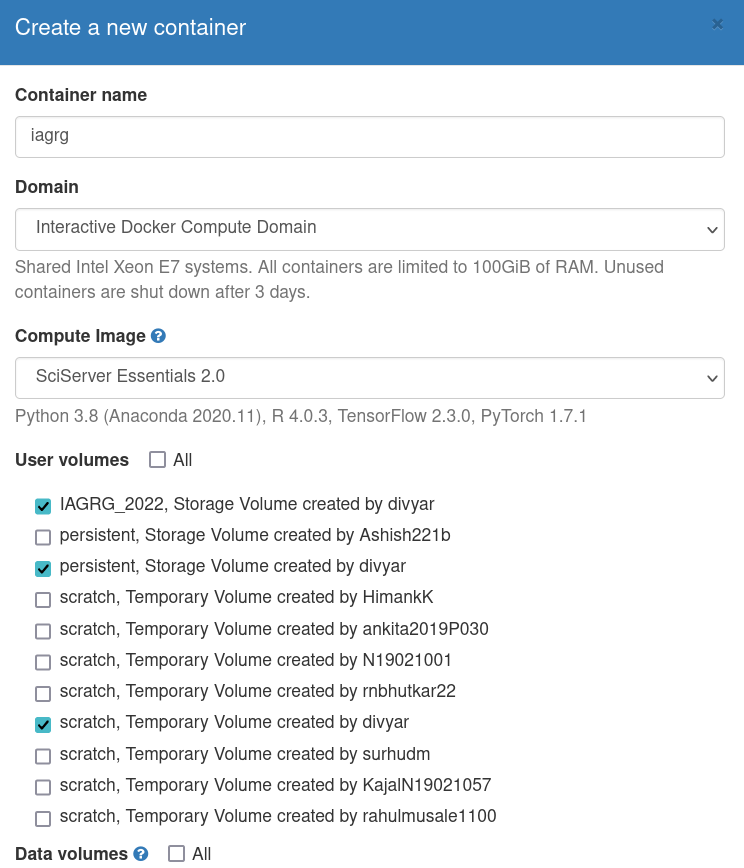 Create a new container ×
Container name
iagrg
Domain
Interactive Docker Compute Domain
Shared Intel Xeon E7 systems. All containers are limited to 100GiB of RAM. Unused
containers are shut down after 3 days.
Compute Image ?
SciServer Essentials 2.0
Python 3.8 (Anaconda 2020.11), R 4.0.3, TensorFlow 2.3.0, PyTorch 1.7.1
User volumes All
IAGRG_2022, Storage Volume created by divyar
persistent, Storage Volume created by Ashish221b
persistent, Storage Volume created by divyar
scratch, Temporary Volume created by HimankK
scratch, Temporary Volume created by ankita2019P030
scratch, Temporary Volume created by N19021001
scratch, Temporary Volume created by rnbhutkar22
scratch, Temporary Volume created by divyar
scratch, Temporary Volume created by surhudm
scratch, Temporary Volume created by KajalN19021057
scratch, Temporary Volume created by rahulmusale1100
Data volumes ? All